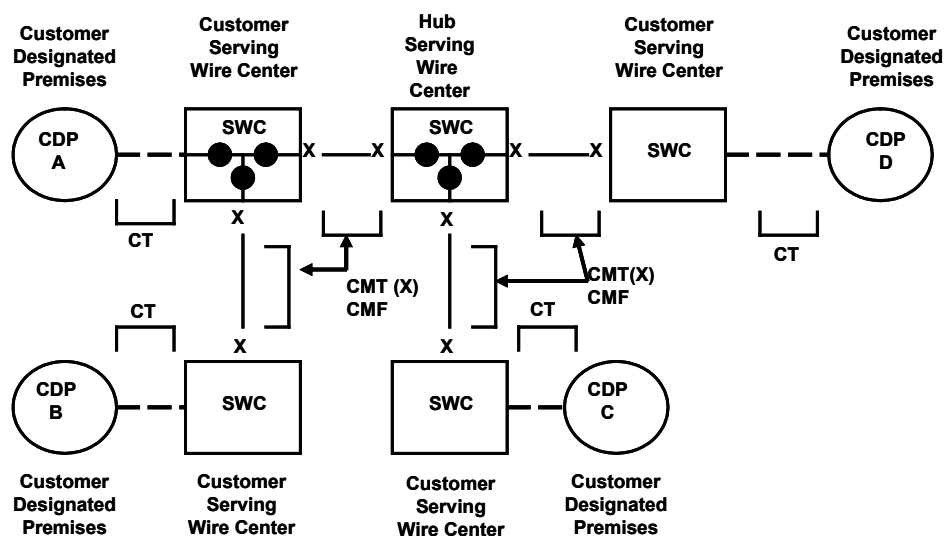 Customer
Designated
Premises
Customer
Serving
Wire Center
Hub
Serving
Wire
Center
Customer
Serving
Wire Center
Customer
Designated
Premises
CDP
A
SWC
X
X
SWC
X
X
SWC
CDP
D
CT
X
X
CT
CMT (X)
CMF
CMT(X)
CMF
CT
CT
X
X
CDP
B
SWC
SWC
CDP
C
Customer
Designated
Premises
Customer
Serving
Wire Center
Customer
Serving
Wire Center
Customer
Designated
Premises